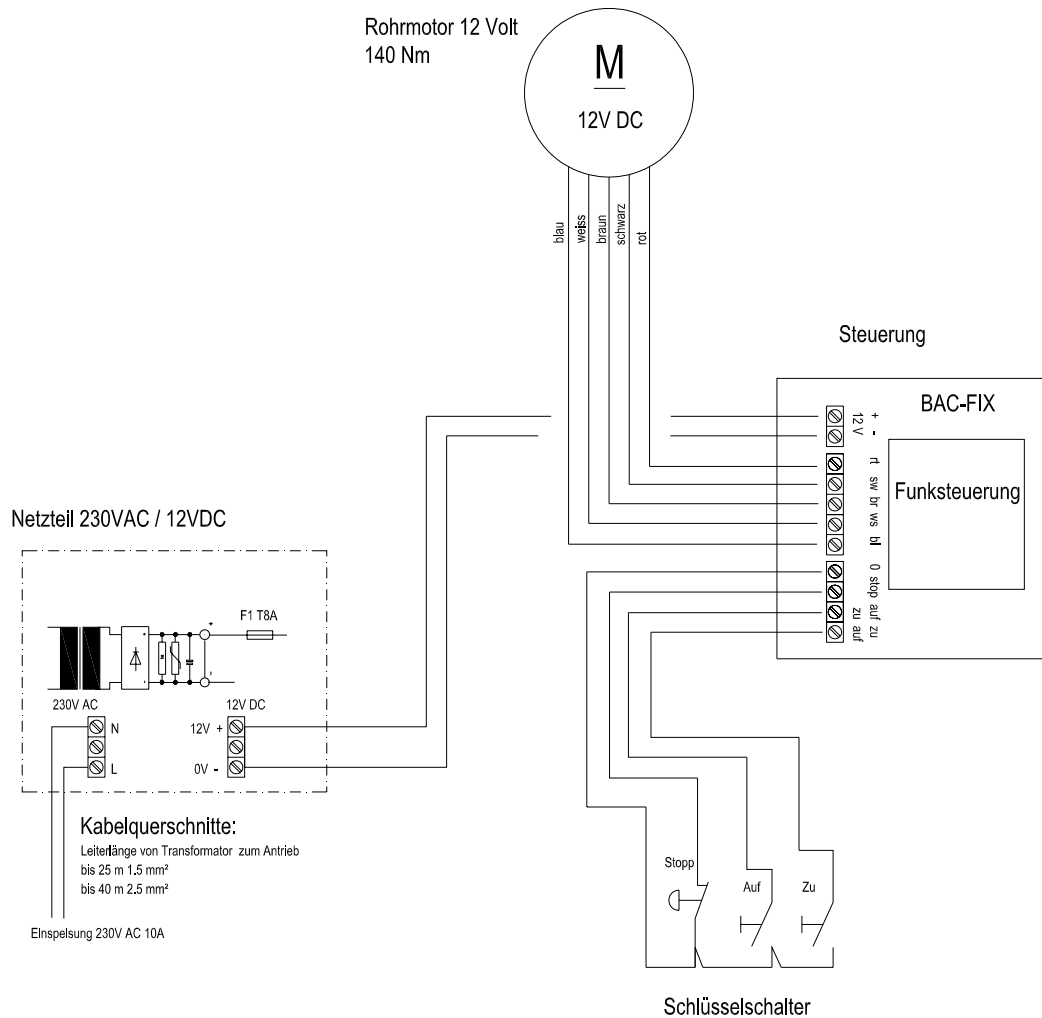 Rohrmotor 12 Volt
140 Nm
M
12V DC
blau
weiss
braun
schwarz
rot
Steuerung
BAC-FIX
Funksteuerung
12 V
+
-
rt
sw
br
ws
bl
0
stop
auf zu
zu auf
Netzteil 230VAC / 12VDC
F1 T8A
+
-
230V AC
12V DC
N
L
12V +
0V -
Kabelquerschnitte:
Leiterlänge von Transformator zum Antrieb
bis 25 m 1.5 mm²
bis 40 m 2.5 mm²
EInspelsung 230V AC 10A
Stopp
Auf
Zu
Schlüsselschalter